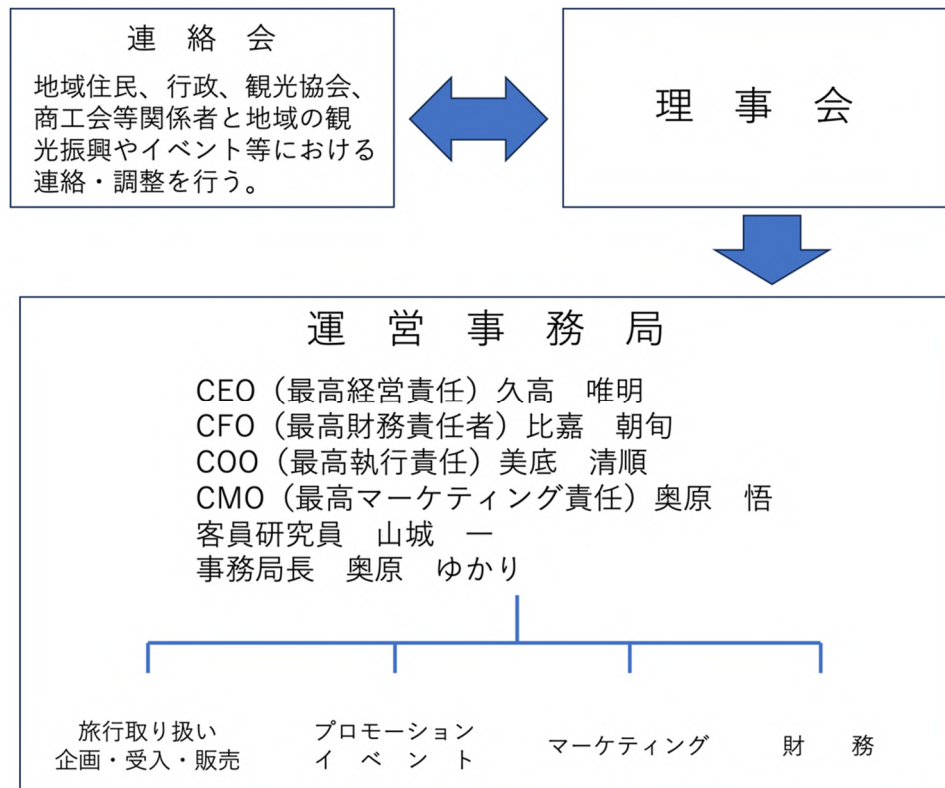 連 絡 会
地域住民、行政、観光協会、
商工会等関係者と地域の観
光振興やイベント等における
連絡・調整を行う。
理 事 会
運 営 事 務 局
CEO（最高経営責任）久高 唯明
CFO（最高財務責任者）比嘉 朝旬
COO（最高執行責任）美底 清順
CMO（最高マーケティング責任）奥原 悟
客員研究員 山城 一
事務局長 奥原 ゆかり
旅行取り扱い
企画・受入・販売
プロモーション
イ ベ ン ト
マーケティング
財 務